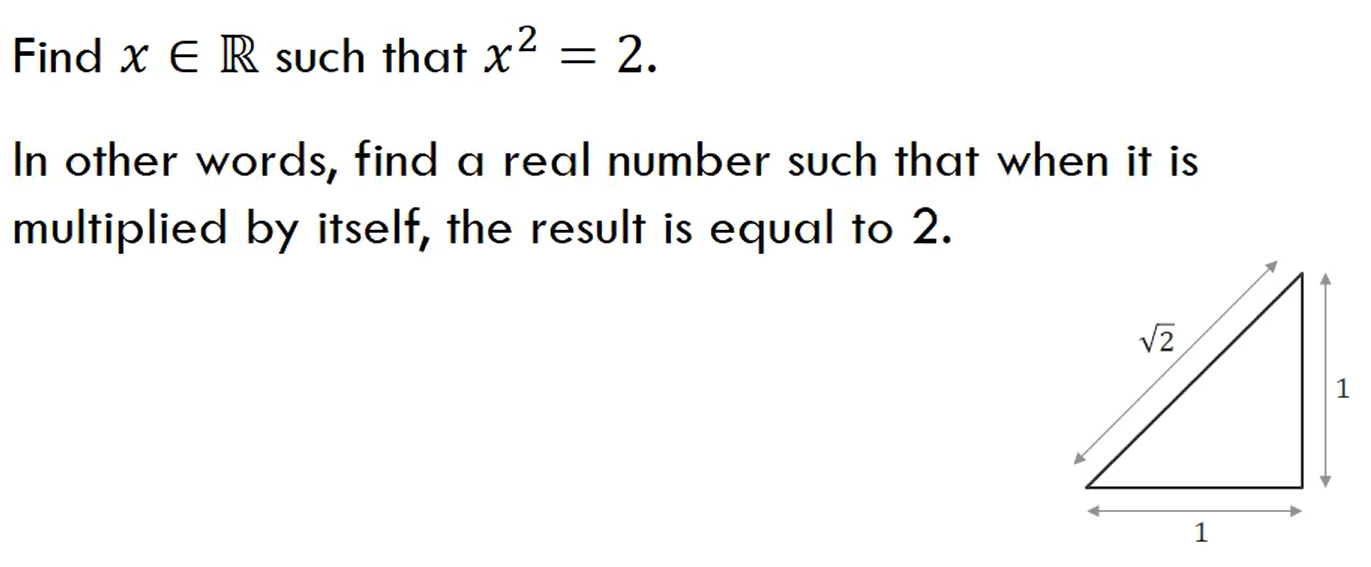 Find x ∈ ℝ such that x² = 2.
In other words, find a real number such that when it is
multiplied by itself, the result is equal to 2.
√2
1
1